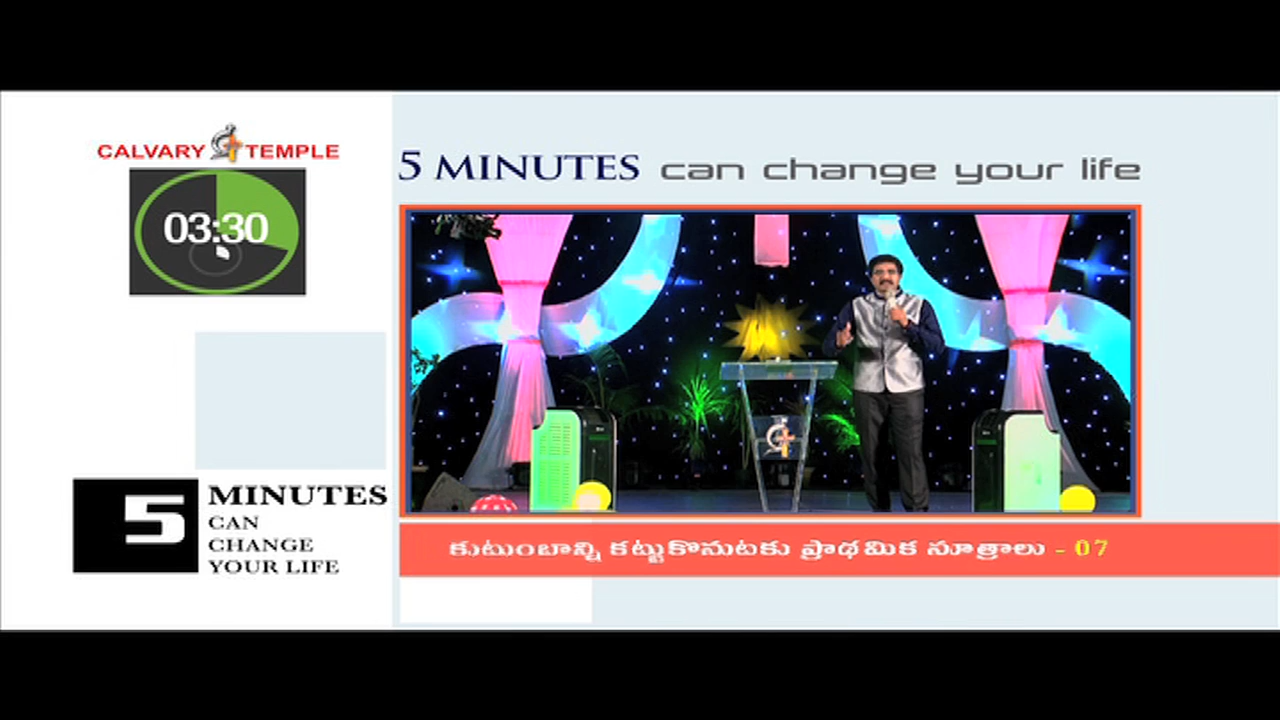 CALVARY TEMPLE
03:30
5 MINUTES can change your life
5 MINUTES
CAN
CHANGE
YOUR LIFE
కుటుంబాన్ని కట్టుకొనుటకు ప్రాథమిక సూత్రాలు - 07